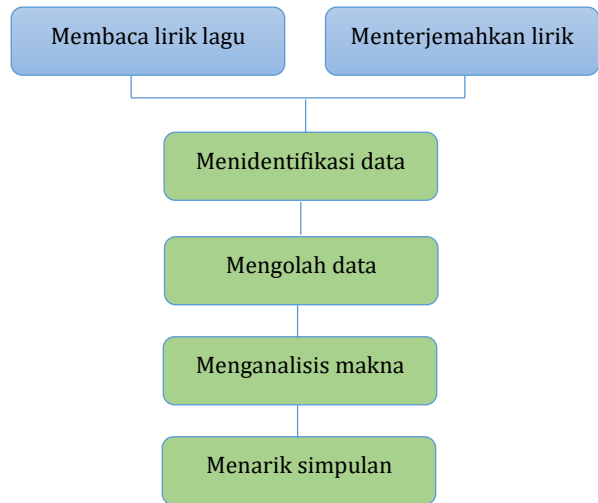 Membaca lirik lagu
Menterjemahkan lirik
Menidentifikasi data
Mengolah data
Menganalisis makna
Menarik simpulan